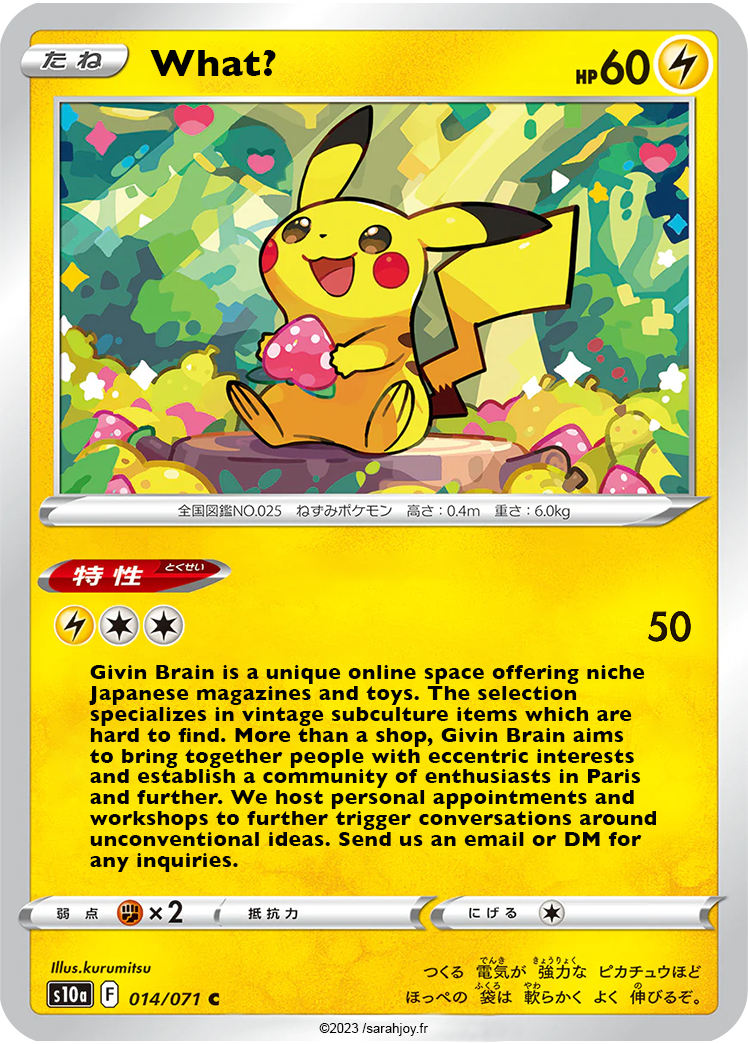 たね
What?
HP60
全国図鑑NO.025 ねずみポケモン 高さ：0.4m 重さ：6.0kg
特性 とくせい
50
Givin Brain is a unique online space offering niche
Japanese magazines and toys. The selection
specializes in vintage subculture items which are
hard to find. More than a shop, Givin Brain aims
to bring together people with eccentric interests
and establish a community of enthusiasts in Paris
and further. We host personal appointments and
workshops to further trigger conversations around
unconventional ideas. Send us an email or DM for
any inquiries.
弱点 ×2 抵抗力 にげる
Illus.kurumitsu
つくる 電気が 強力な ピカチュウほど
ほっぺの 袋は 軟らかく よく 伸びるぞ。
s10a F 014/071 C
©2023 /sarahjoy.fr